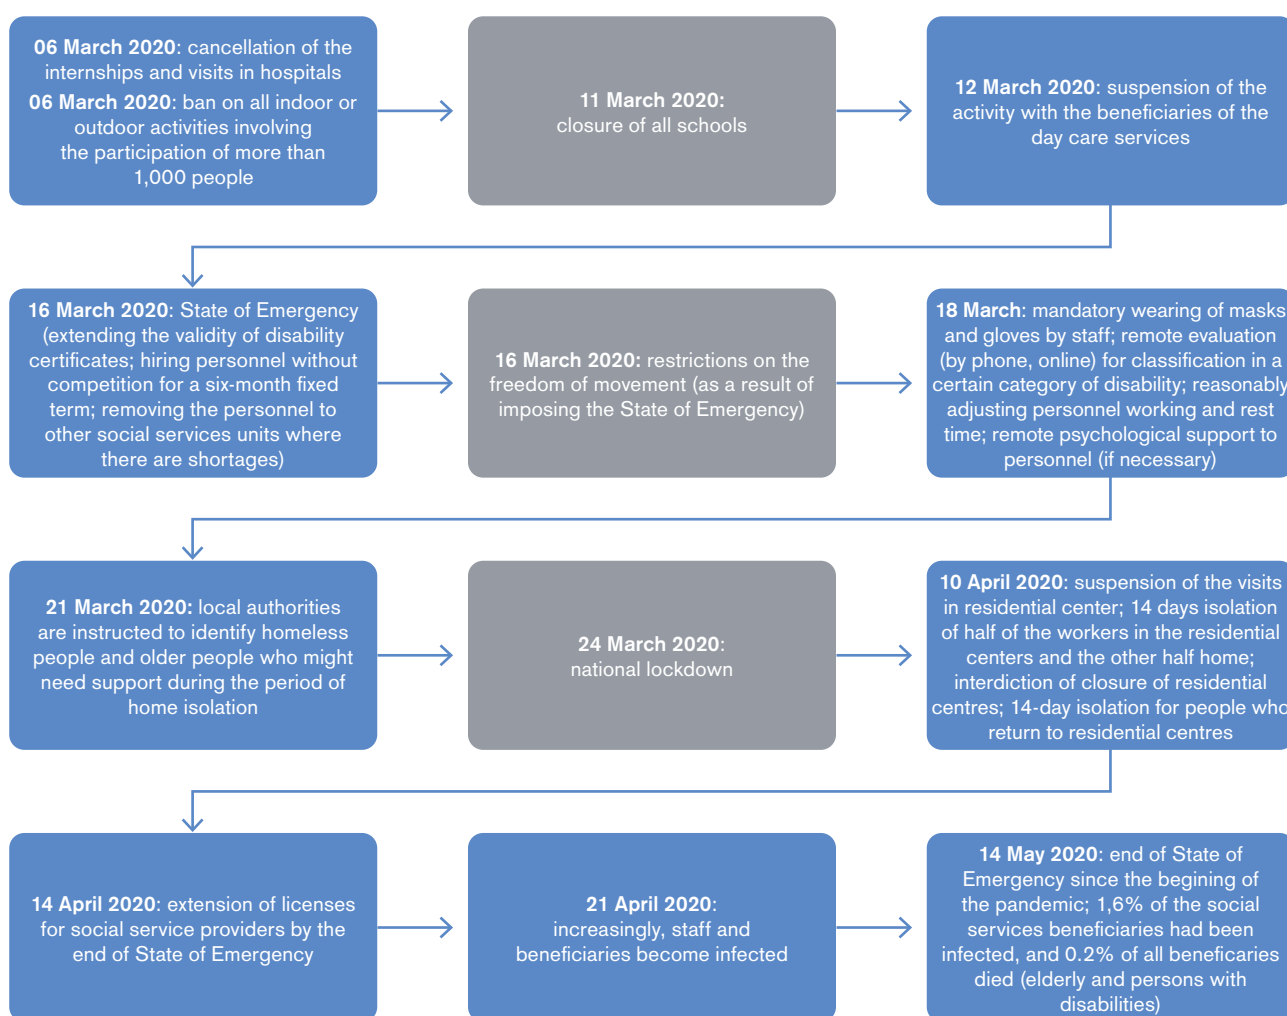 06 March 2020: cancellation of the
internships and visits in hospitals
06 March 2020: ban on all indoor or
outdoor activities involving
the participation of more than
1,000 people
11 March 2020:
closure of all schools
12 March 2020: suspension of the
activity with the beneficiaries of the
day care services
16 March 2020: State of Emergency
(extending the validity of disability
certificates; hiring personnel without
competition for a six-month fixed
term; removing the personnel to
other social services units where
there are shortages)
16 March 2020: restrictions on the
freedom of movement (as a result of
imposing the State of Emergency)
18 March: mandatory wearing of masks
and gloves by staff; remote evaluation
(by phone, online) for classification in a
certain category of disability; reasonably
adjusting personnel working and rest
time; remote psychological support to
personnel (if necessary)
21 March 2020: local authorities
are instructed to identify homeless
people and older people who might
need support during the period of
home isolation
24 March 2020:
national lockdown
10 April 2020: suspension of the visits
in residential center; 14 days isolation
of half of the workers in the residential
centers and the other half home;
interdiction of closure of residential
centres; 14-day isolation for people who
return to residential centres
14 April 2020: extension of licenses
for social service providers by the
end of State of Emergency
21 April 2020:
increasingly, staff and
beneficiaries become infected
14 May 2020: end of State of
Emergency since the begining of
the pandemic; 1,6% of the social
services beneficiaries had been
infected, and 0.2% of all beneficaries
died (elderly and persons with
disabilities)